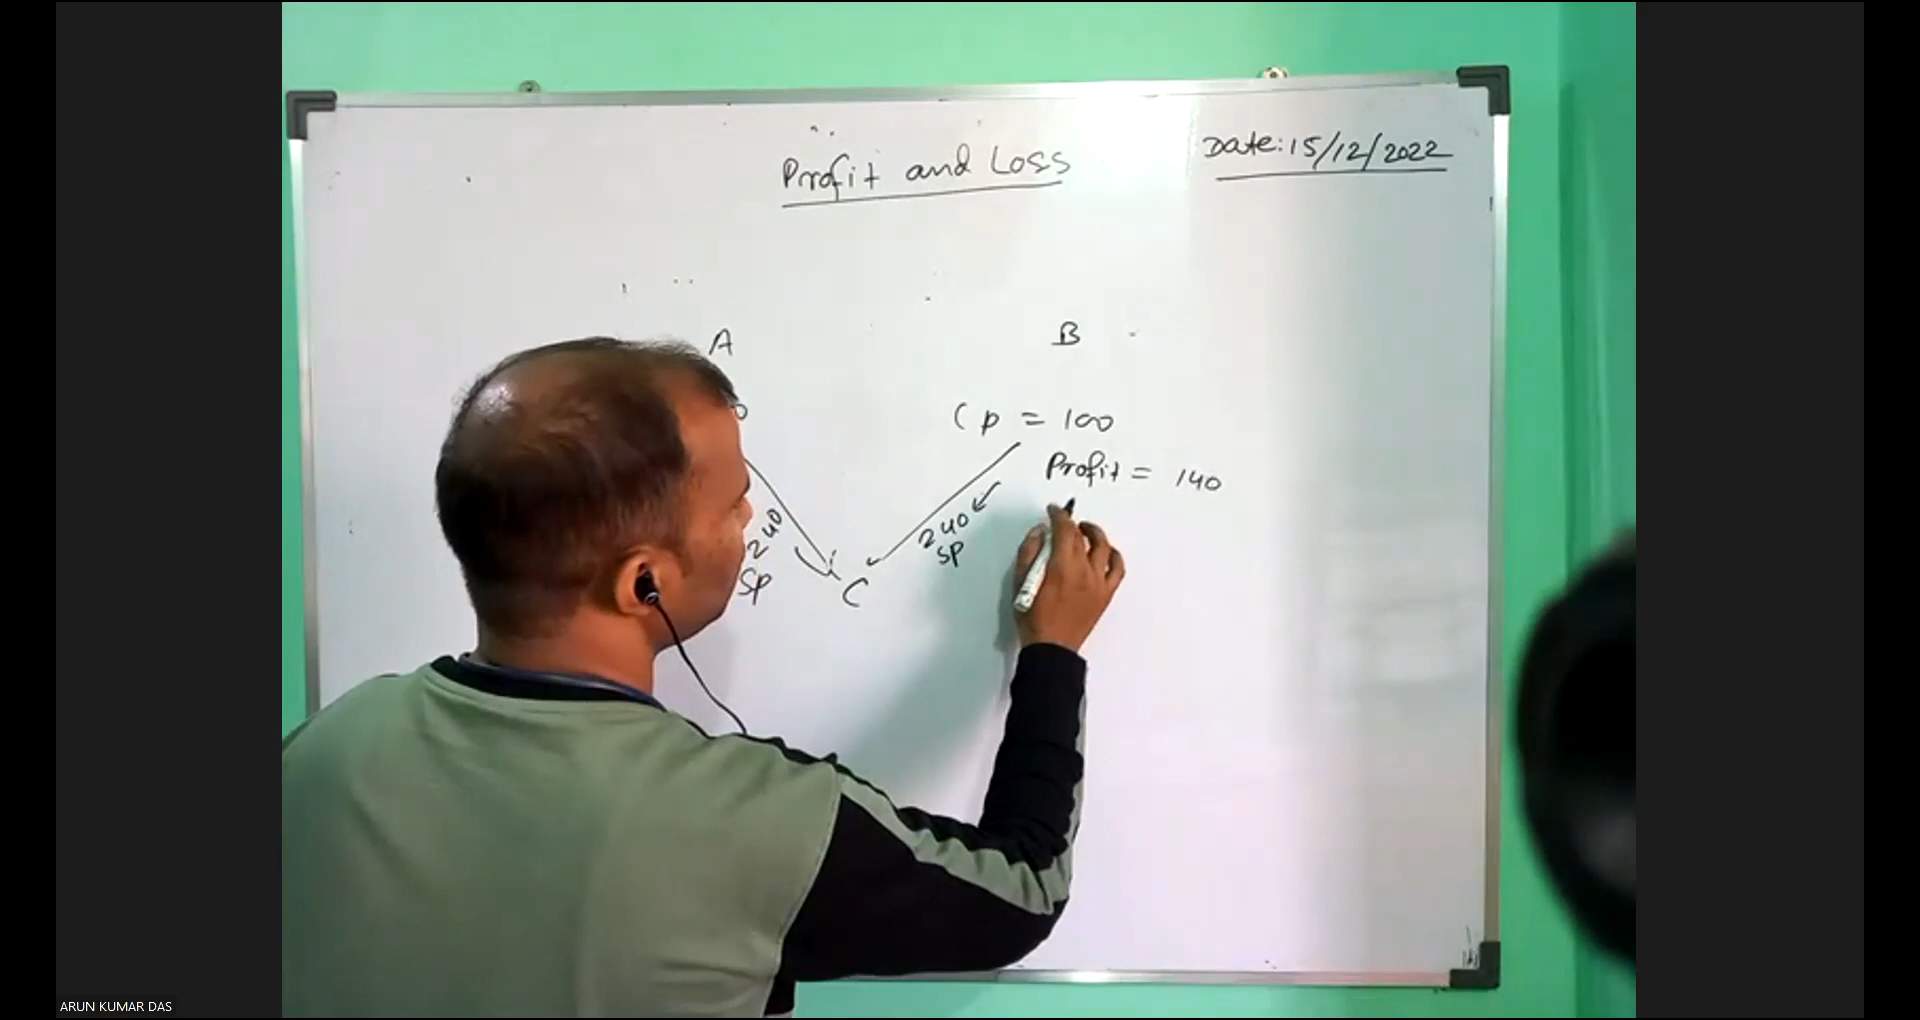 Profit and Loss
Date: 15/12/2022
A
B
Cp = 100
Profit = 140
240
SP
240
SP
C
ARUN KUMAR DAS